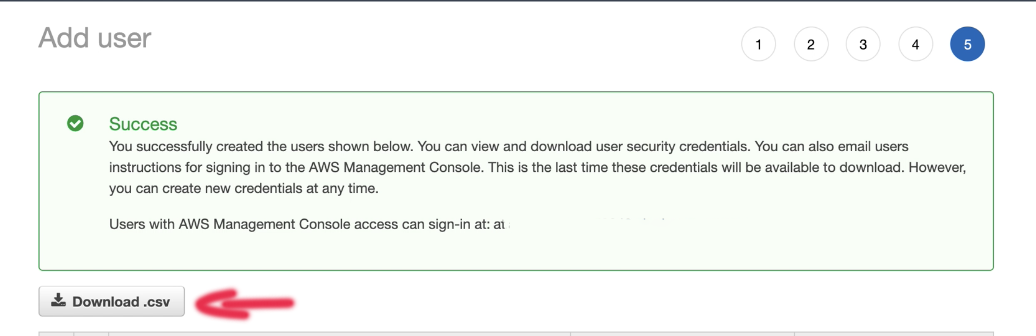 Add user
1 2 3 4 5
Success
You successfully created the users shown below. You can view and download user security credentials. You can also email users
instructions for signing in to the AWS Management Console. This is the last time these credentials will be available to download. However,
you can create new credentials at any time.
Users with AWS Management Console access can sign-in at:
Download .csv